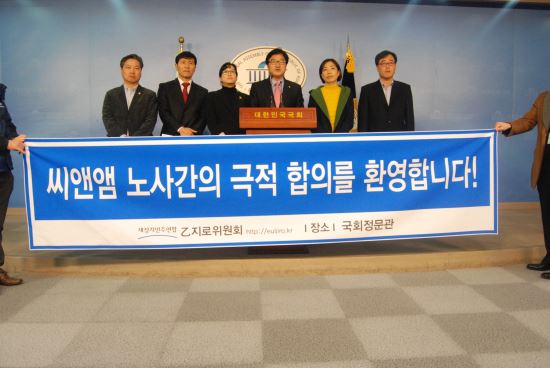 대한민국국회
씨앤앰 노사간의 극적 합의를 환영합니다!
새정치민주연합 乙지로위원회 http://euljiro.kr | 장소 | 국회정문관